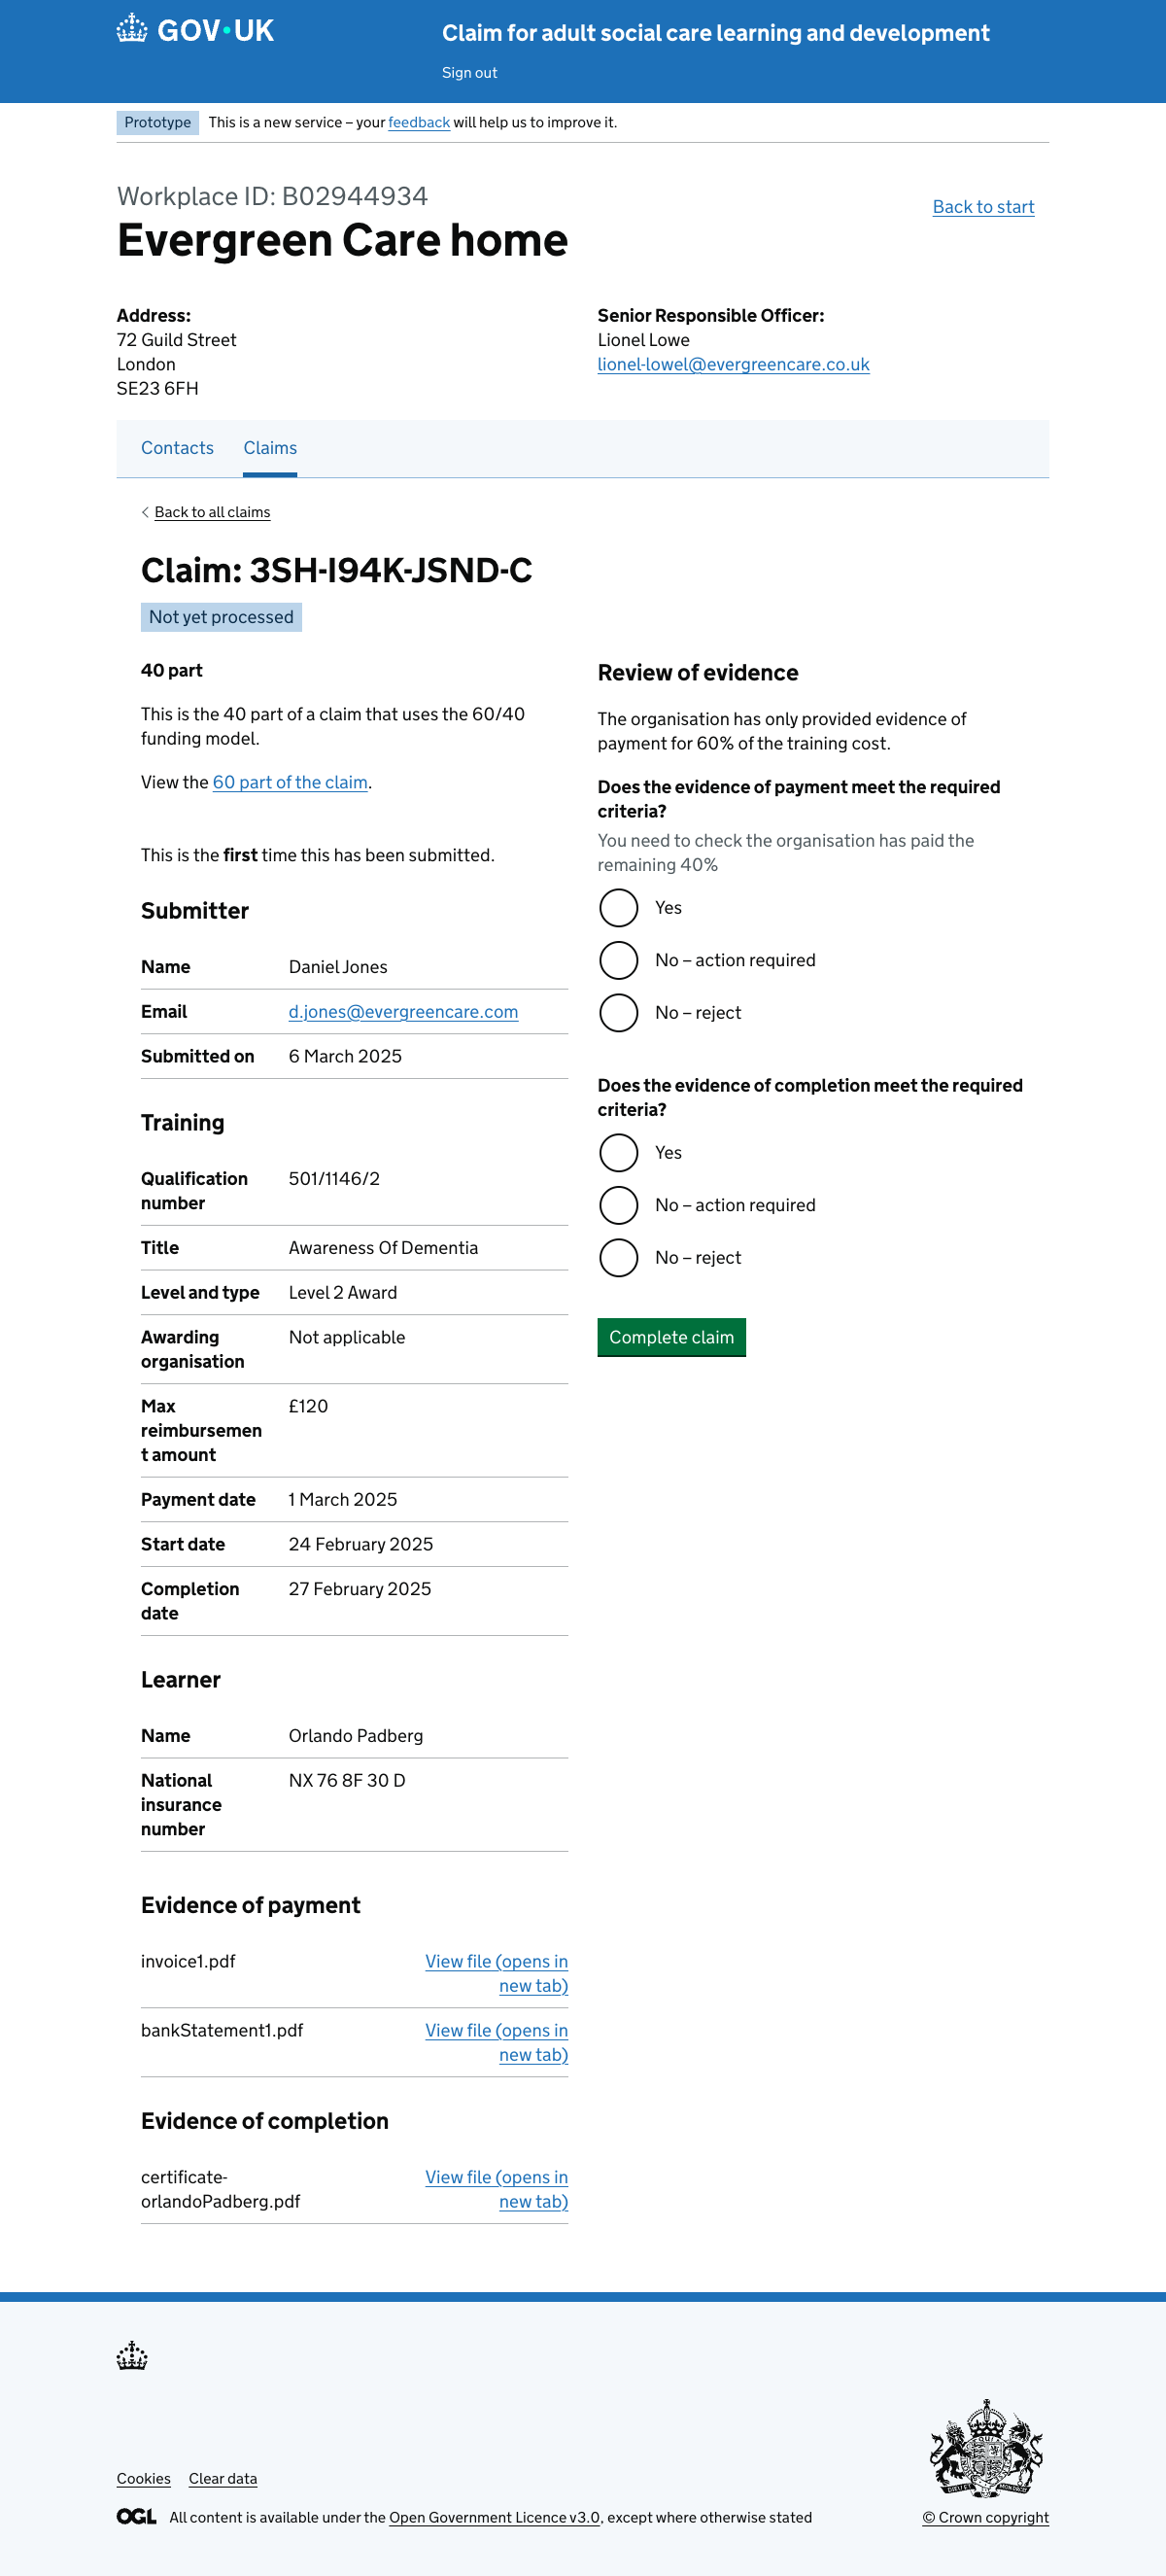 GOV·UK
Claim for adult social care learning and development
Sign out
Prototype This is a new service – your feedback will help us to improve it.
Workplace ID: B02944934
Evergreen Care home
Back to start
Address:
72 Guild Street
London
SE23 6FH
Senior Responsible Officer:
Lionel Lowe
lionel-lowel@evergreencare.co.uk
Contacts Claims
Back to all claims
Claim: 3SH-I94K-JSND-C
Not yet processed
40 part
This is the 40 part of a claim that uses the 60/40
funding model.
View the 60 part of the claim.
This is the first time this has been submitted.
Submitter
Name Daniel Jones
Email d.jones@evergreencare.com
Submitted on 6 March 2025
Training
Qualification
number
501/1146/2
Title Awareness Of Dementia
Level and type Level 2 Award
Awarding
organisation
Not applicable
Max
reimbursemen
t amount
£120
Payment date 1 March 2025
Start date 24 February 2025
Completion
date
27 February 2025
Learner
Name Orlando Padberg
National
insurance
number
NX 76 8F 30 D
Evidence of payment
invoice1.pdf
View file (opens in
new tab)
bankStatement1.pdf
View file (opens in
new tab)
Evidence of completion
certificate-
orlandoPadberg.pdf
View file (opens in
new tab)
Review of evidence
The organisation has only provided evidence of
payment for 60% of the training cost.
Does the evidence of payment meet the required
criteria?
You need to check the organisation has paid the
remaining 40%
Yes
No – action required
No – reject
Does the evidence of completion meet the required
criteria?
Yes
No – action required
No – reject
Complete claim
Cookies Clear data
OGL All content is available under the Open Government Licence v3.0, except where otherwise stated
© Crown copyright